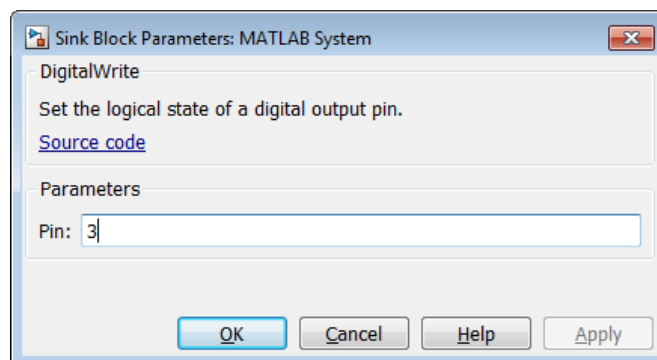 Sink Block Parameters: MATLAB System
DigitalWrite
Set the logical state of a digital output pin.
Source code
Parameters
Pin: 3
OK Cancel Help Apply